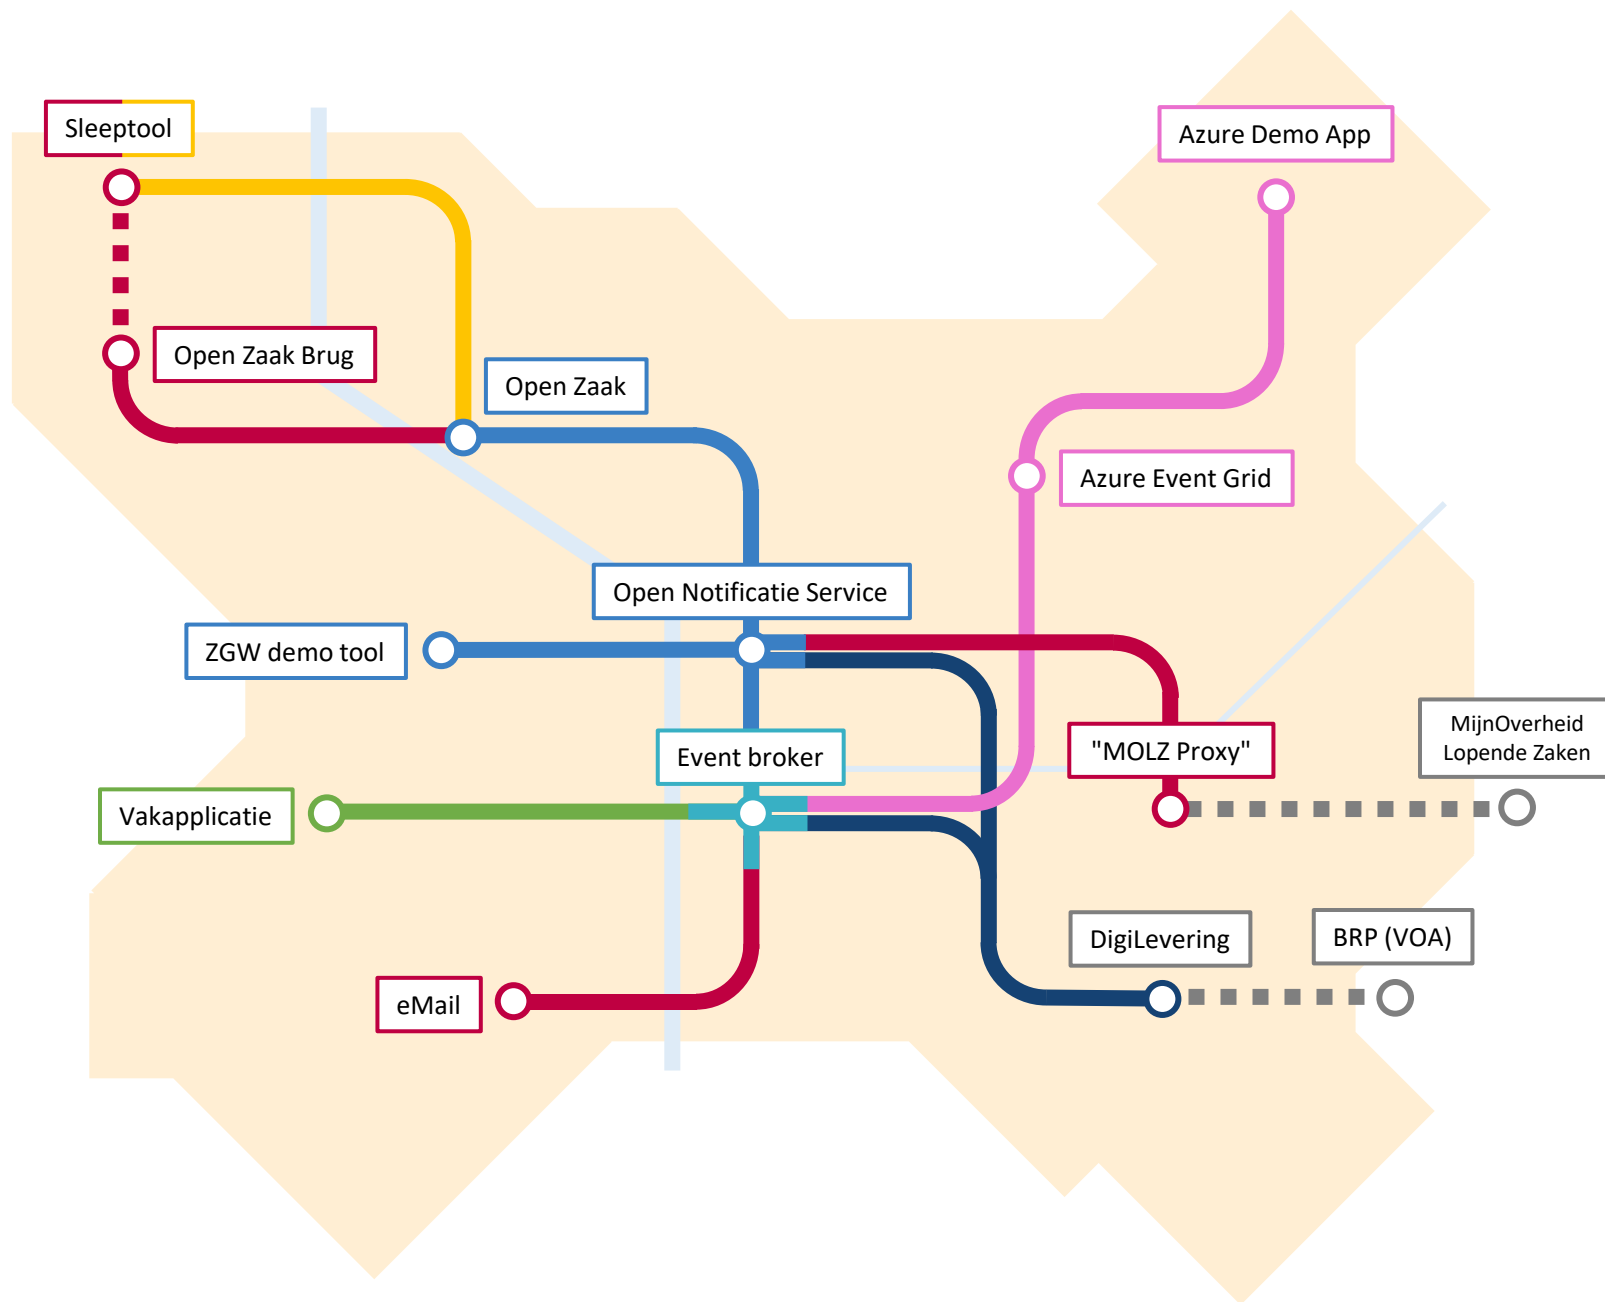 Sleeptool
Azure Demo App
Open Zaak Brug
Open Zaak
Azure Event Grid
Open Notificatie Service
ZGW demo tool
MijnOverheid
Lopende Zaken
"MOLZ Proxy"
Event broker
Vakapplicatie
DigiLevering
BRP (VOA)
eMail